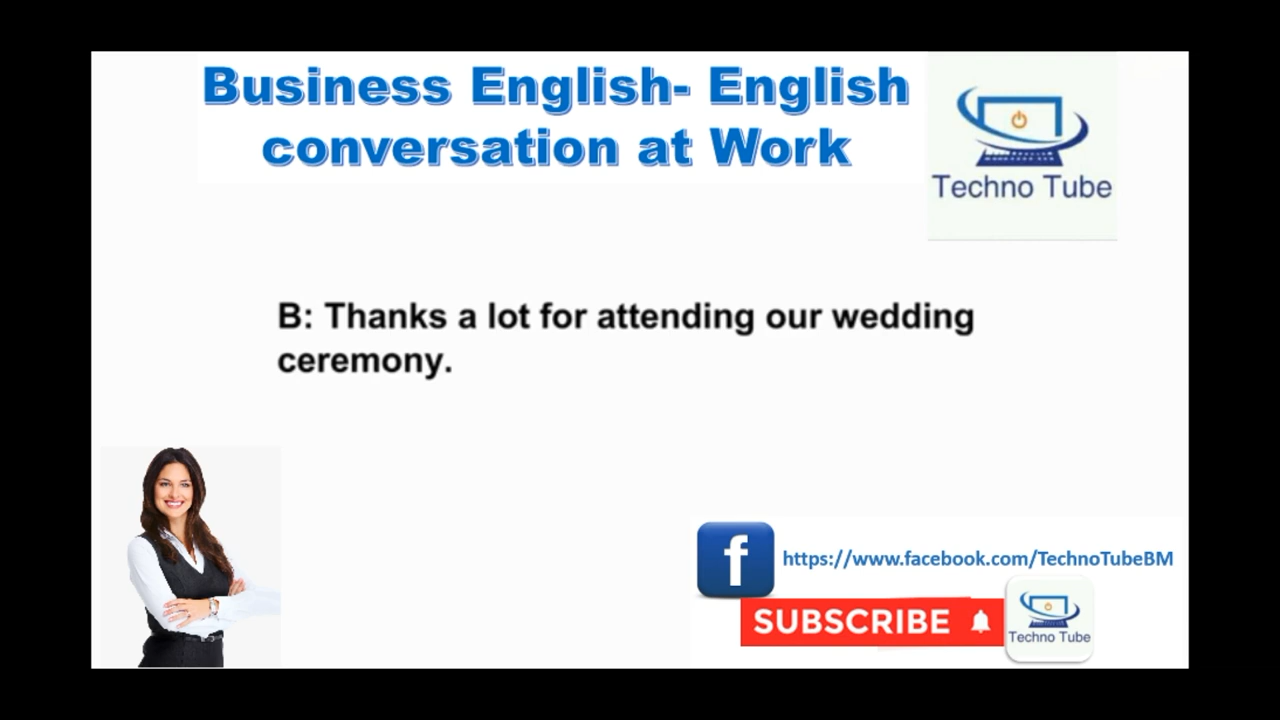 Business English- English
conversation at Work
Techno Tube
B: Thanks a lot for attending our wedding
ceremony.
f
https://www.facebook.com/TechnoTubeBM
SUBSCRIBE
Techno Tube